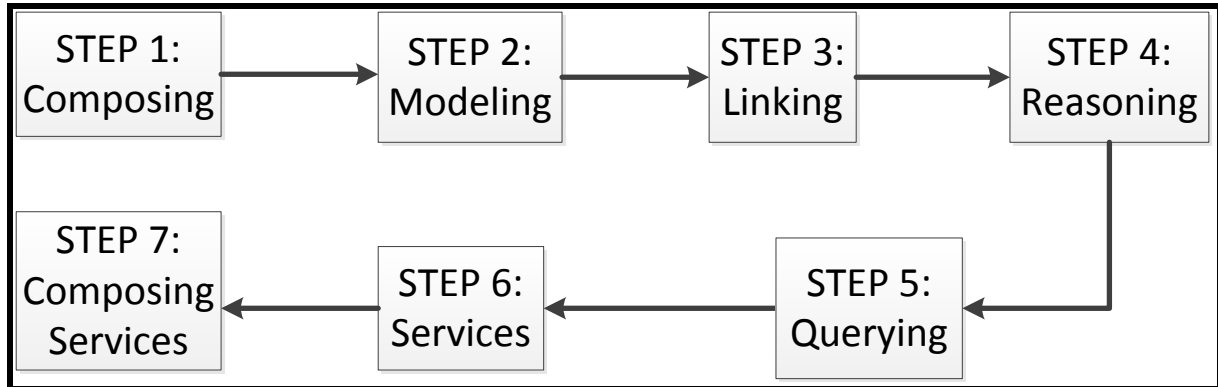 STEP 1:
Composing
STEP 2:
Modeling
STEP 3:
Linking
STEP 4:
Reasoning
STEP 5:
Querying
STEP 6:
Services
STEP 7:
Composing
Services